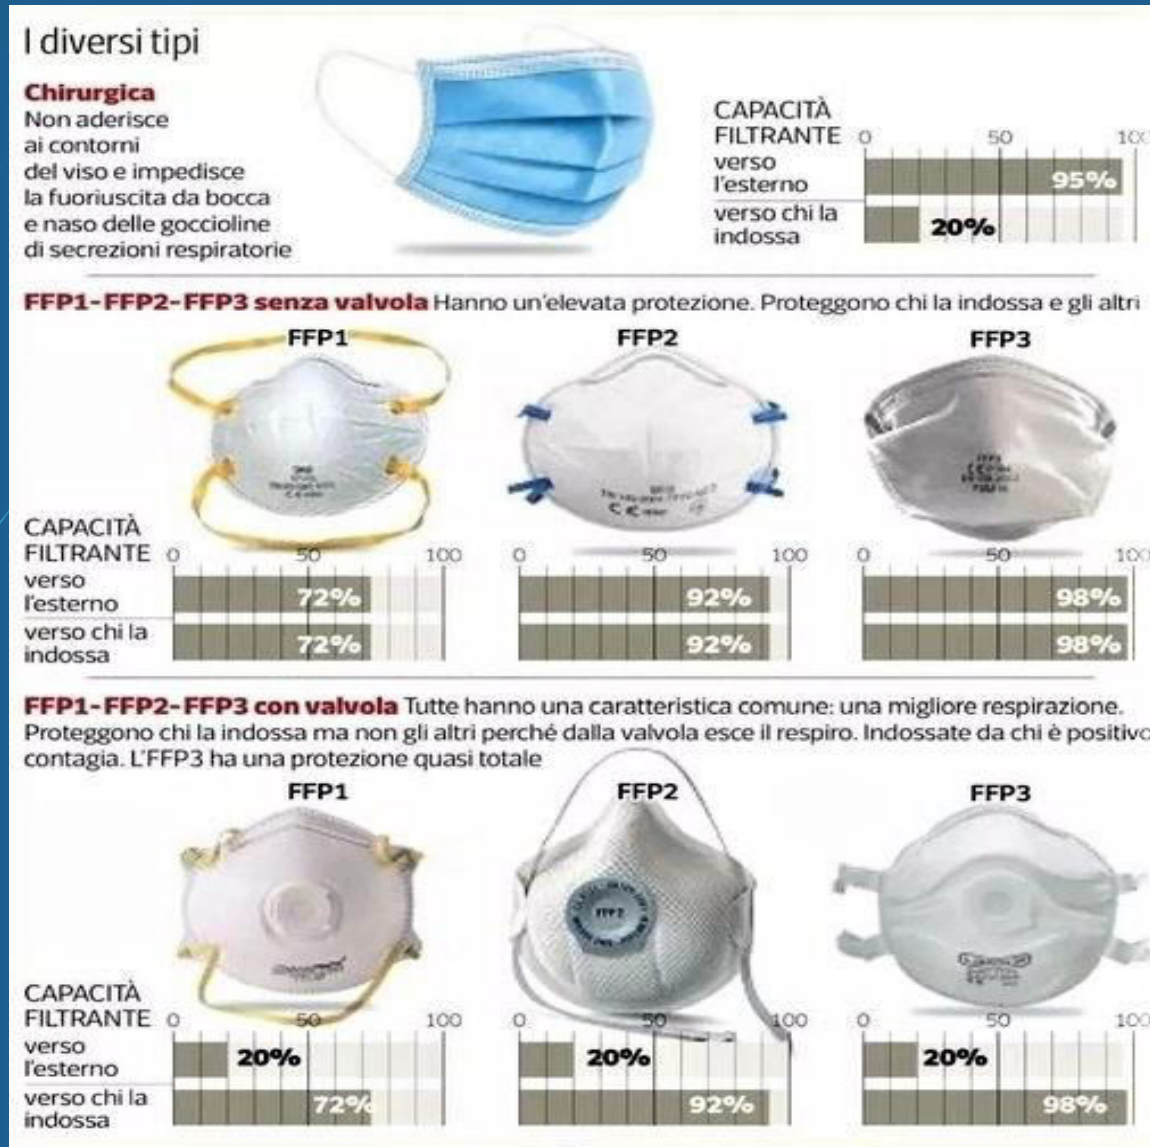 I diversi tipi
Chirurgica
Non aderisce
ai contorni
del viso e impedisce
la fuoriuscita da bocca
e naso delle goccioline
di secrezioni respiratorie
CAPACITÀ
FILTRANTE 0 50 100
verso
l'esterno 95%
verso chi la
indossa 20%
FFP1-FFP2-FFP3 senza valvola Hanno un'elevata protezione. Proteggono chi la indossa e gli altri
FFP1 FFP2 FFP3
CAPACITÀ
FILTRANTE 0 50 100 0 50 100 0 50 100
verso
l'esterno 72% 92% 98%
verso chi la
indossa 72% 92% 98%
FFP1-FFP2-FFP3 con valvola Tutte hanno una caratteristica comune: una migliore respirazione.
Proteggono chi la indossa ma non gli altri perché dalla valvola esce il respiro. Indossate da chi è positivo
contagia. L'FFP3 ha una protezione quasi totale
FFP1 FFP2 FFP3
FFP2
CAPACITÀ
FILTRANTE 0 50 100 0 50 100 0 50 100
verso
l'esterno 20% 20% 20%
verso chi la
indossa 72% 92% 98%